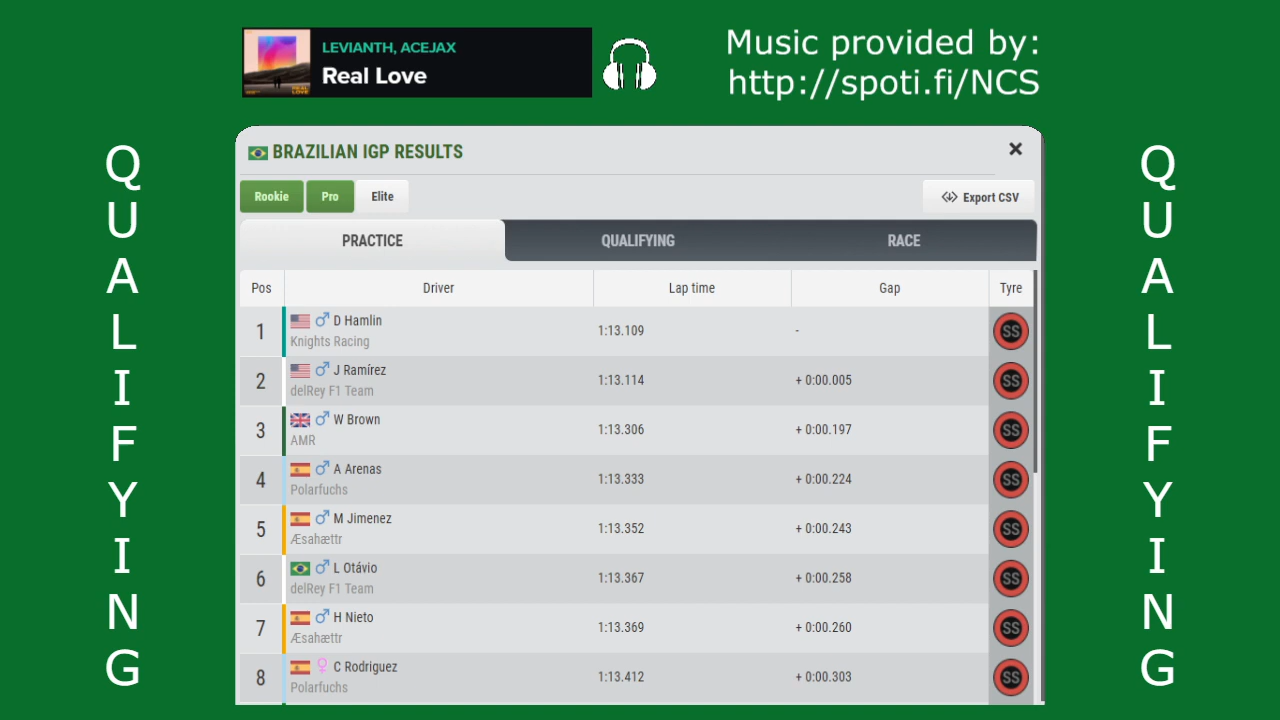 LEVIANTH, ACEJAX
Real Love
Music provided by:
http://spoti.fi/NCS
QUALIFYING
BRAZILIAN IGP RESULTS
Rookie Pro Elite Export CSV
PRACTICE QUALIFYING RACE
Pos Driver Lap time Gap Tyre
1 D Hamlin 1:13.109 - SS
Knights Racing
2 J Ramírez 1:13.114 + 0:00.005 SS
delRey F1 Team
3 W Brown 1:13.306 + 0:00.197 SS
AMR
4 A Arenas 1:13.333 + 0:00.224 SS
Polarfuchs
5 M Jimenez 1:13.352 + 0:00.243 SS
Æsahættr
6 L Otávio 1:13.367 + 0:00.258 SS
delRey F1 Team
7 H Nieto 1:13.369 + 0:00.260 SS
Æsahættr
8 C Rodriguez 1:13.412 + 0:00.303 SS
Polarfuchs
QUALIFYING